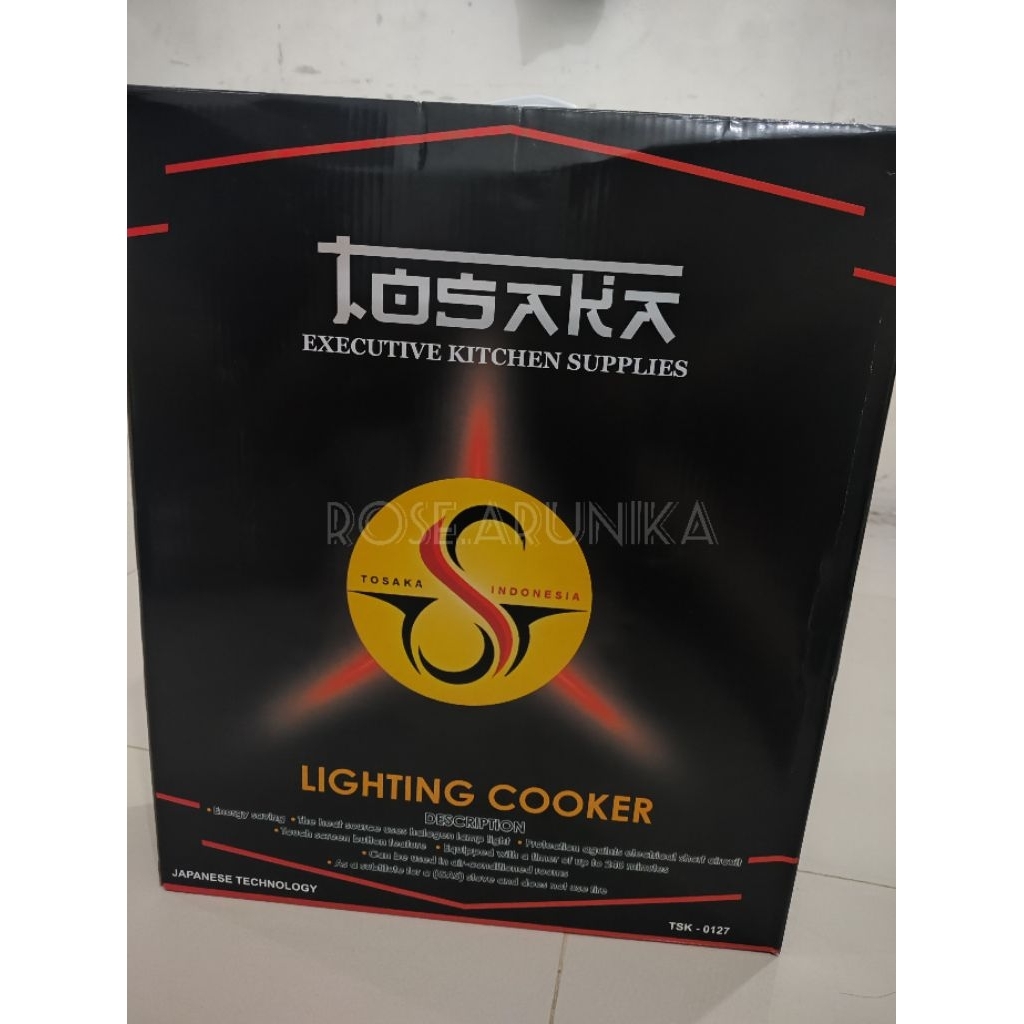 TOSAKA
EXECUTIVE KITCHEN SUPPLIES
ROSE.ARUNIKA
TOSAKA INDONESIA
LIGHTING COOKER
DESCRIPTION
• Energy saving • The heat source uses halogen lamp light • Protection againts electrical short circuit
• Touch screen button feature • Equipped with a timer of up to 240 minutes
• Can be used in air-conditioned rooms
• As a subtitute for a (GAS) stove and does not use fire
JAPANESE TECHNOLOGY
TSK - 0127